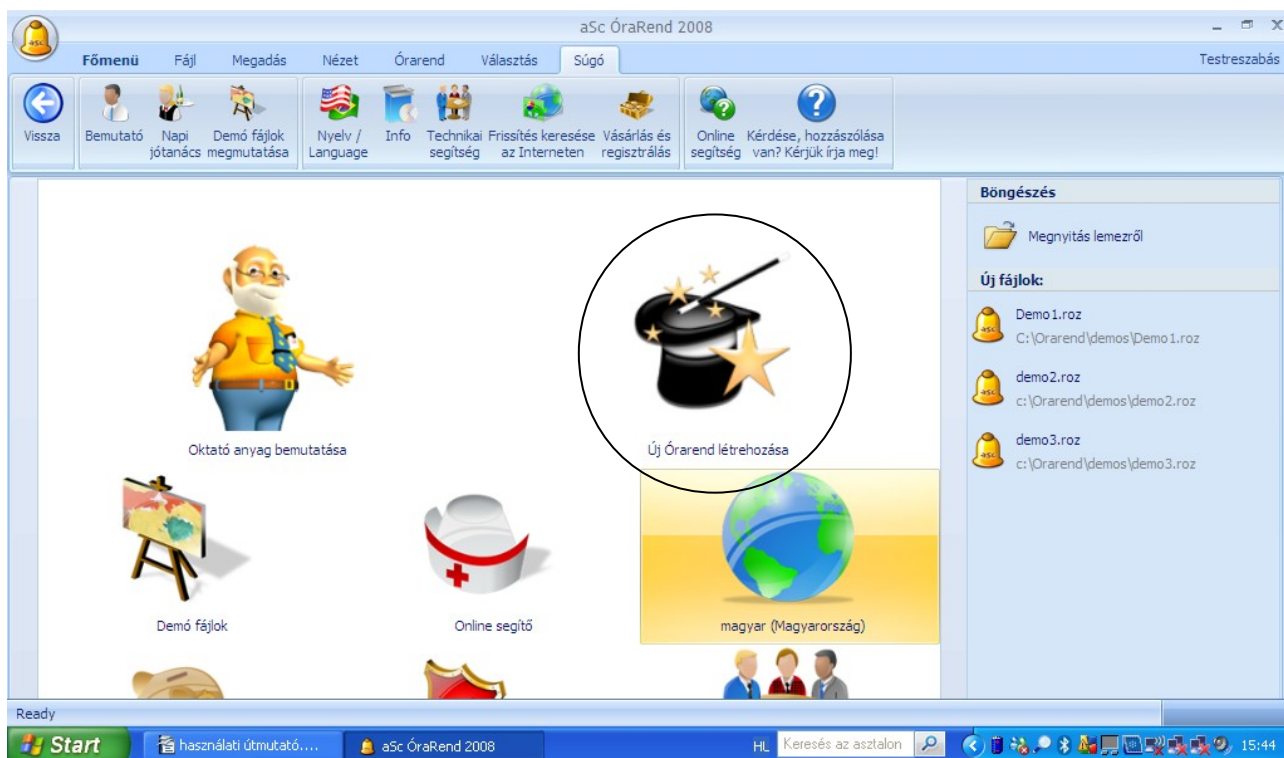 aSc ÓraRend 2008
asc
Főmenü Fájl Megadás Nézet Órarend Választás Súgó Testreszabás
Vissza
Bemutató
Napi
jótanács
Demó fájlok
megmutatása
Nyelv /
Language
Info
Technikai
segítség
Frissítés keresése
az Interneten
Vásárlás és
regisztrálás
Online
segítség
Kérdése, hozzászólása
van? Kérjük írja meg!
Oktató anyag bemutatása
Új Órarend létrehozása
Demó fájlok
Online segítő
magyar (Magyarország)
Böngészés
Megnyitás lemezről
Új fájlok:
asc
Demo1.roz
C:\Orarend\demos\Demo1.roz
asc
demo2.roz
c:\Orarend\demos\demo2.roz
asc
demo3.roz
c:\Orarend\demos\demo3.roz
Ready
Start
használati útmutató....
aSc ÓraRend 2008
HL
Keresés az asztalon
15:44